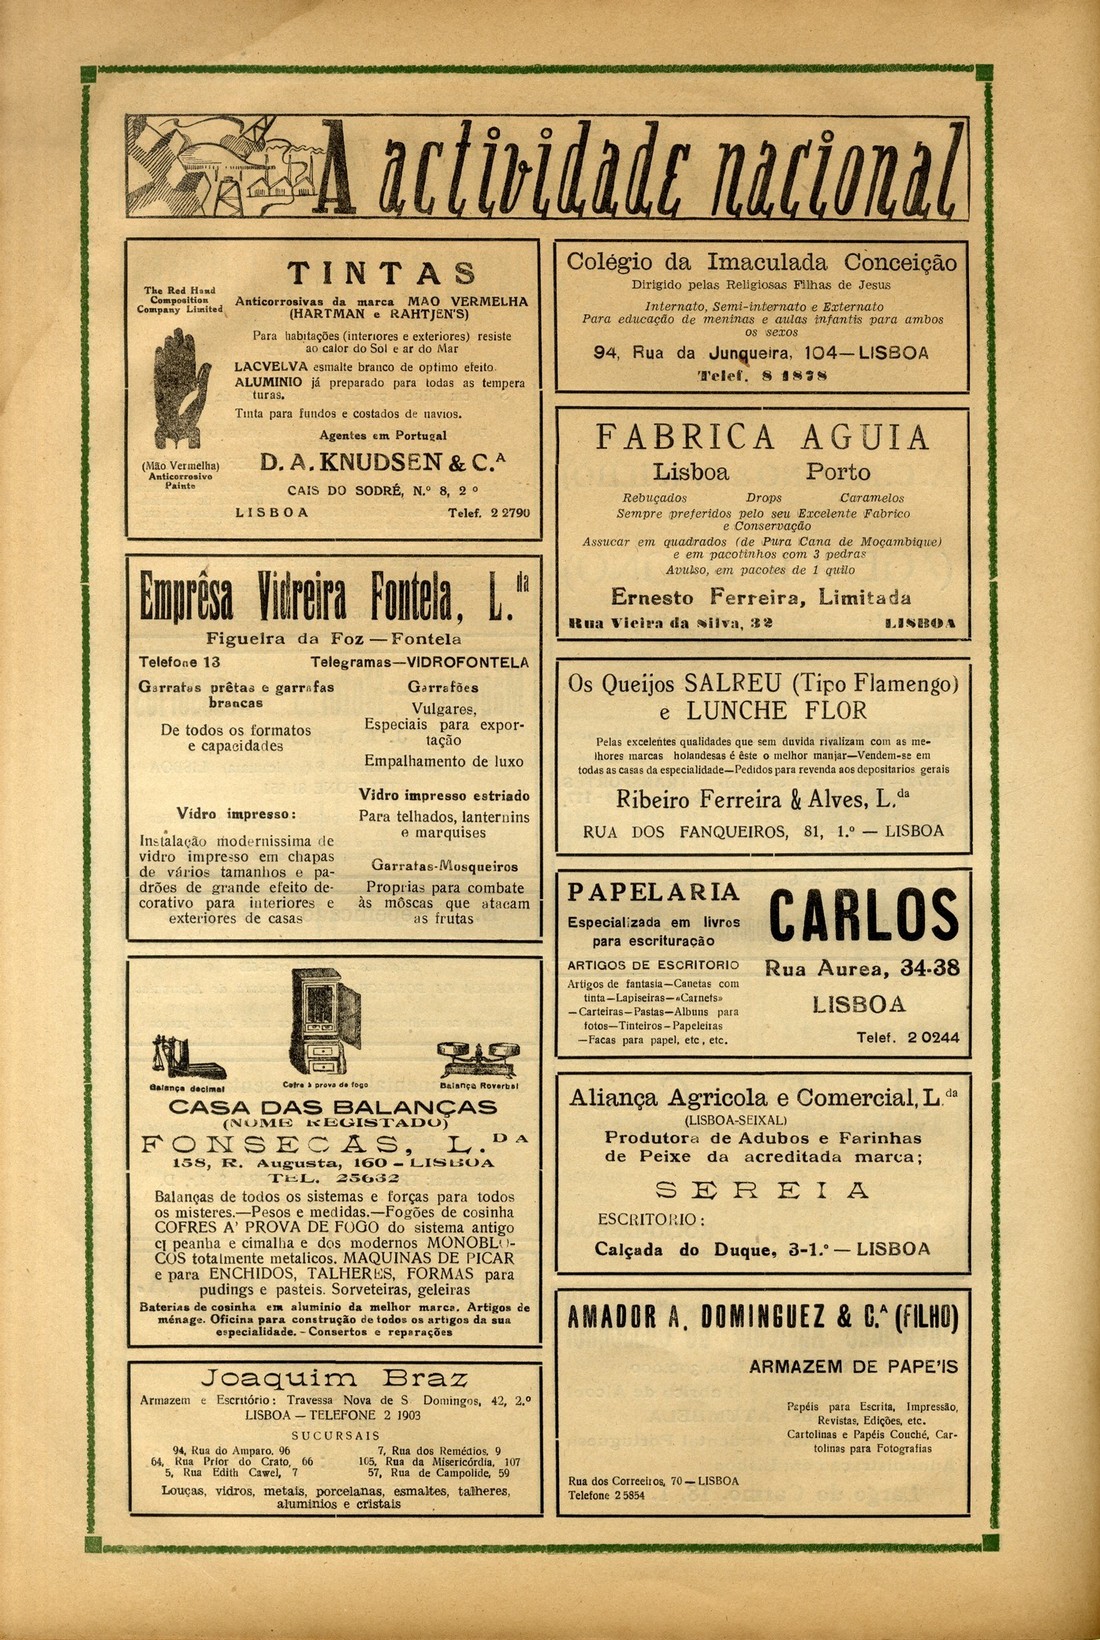 A actividade nacional
The Red Hand
Composition
Company Limited
(Mão Vermelha)
Anticorrosivo
Painte
TINTAS
Anticorrosivas da marca MAO VERMELHA
(HARTMAN e RAHTJEN'S)
Para habitações (interiores e exteriores) resiste
ao calor do Sol e ar do Mar
LACVELVA esmalte branco de optimo efeito
ALUMINIO já preparado para todas as tempera
turas.
Tinta para fundos e costados de navios.
Agentes em Portugal
D. A. KNUDSEN & C.ᴬ
CAIS DO SODRÉ, N.º 8, 2 º
LISBOA Telef. 2 2790
Emprêsa Vidreira Fontela, L.da
Figueira da Foz — Fontela
Telefone 13 Telegramas—VIDROFONTELA
Garrafas prêtas e garrafas
brancas
De todos os formatos
e capacidades
Vidro impresso:
Instalação modernissima de
vidro impresso em chapas
de vários tamanhos e pa-
drões de grande efeito de-
corativo para interiores e
exteriores de casas
Garrafões
Vulgares,
Especiais para expor-
tação
Empalhamento de luxo
Vidro impresso estriado
Para telhados, lanternins
e marquises
Garratas-Mosqueiros
Proprias para combate
às môscas que atacam
as frutas
Balança decimal
Cofre à prova de fogo
Balança Roverbal
CASA DAS BALANÇAS
(NOME REGISTADO)
FONSECAS, L.DA
158, R. Augusta, 160 – LISBOA
TEL. 25632
Balanças de todos os sistemas e forças para todos
os misteres.—Pesos e medidas.—Fogões de cosinha
COFRES A' PROVA DE FOGO do sistema antigo
c| peanha e cimalha e dos modernos MONOBLO-
COS totalmente metalicos. MAQUINAS DE PICAR
e para ENCHIDOS, TALHERES, FORMAS para
pudings e pasteis. Sorveteiras, geleiras
Baterias de cosinha em aluminio da melhor marca. Artigos de
ménage. Oficina para construção de todos os artigos da sua
especialidade. – Consertos e reparações
Joaquim Braz
Armazem e Escritório: Travessa Nova de S Domingos, 42, 2.º
LISBOA — TELEFONE 2 1903
SUCURSAIS
94, Rua do Amparo, 96 7, Rua dos Remédios, 9
64, Rua Prior do Crato, 66 105, Rua da Misericórdia, 107
5, Rua Edith Cawel, 7 57, Rua de Campolide, 59
Louças, vidros, metais, porcelanas, esmaltes, talheres,
aluminios e cristais
Colégio da Imaculada Conceição
Dirigido pelas Religiosas Filhas de Jesus
Internato, Semi-internato e Externato
Para educação de meninas e aulas infantis para ambos
os sexos
94, Rua da Junqueira, 104—LISBOA
Telef. 8 1878
FABRICA AGUIA
Lisboa Porto
Rebuçados Drops Caramelos
Sempre preferidos pelo seu Excelente Fabrico
e Conservação
Assucar em quadrados (de Pura Cana de Moçambique)
e em pacotinhos com 3 pedras
Avulso, em pacotes de 1 quilo
Ernesto Ferreira, Limitada
Rua Vieira da Silva, 32 LISBOA
Os Queijos SALREU (Tipo Flamengo)
e LUNCHE FLOR
Pelas excelentes qualidades que sem duvida rivalizam com as me-
lhores marcas holandesas é êste o melhor manjar—Vendem-se em
todas as casas da especialidade—Pedidos para revenda aos depositarios gerais
Ribeiro Ferreira & Alves, L.da
RUA DOS FANQUEIROS, 81, 1.º — LISBOA
PAPELARIA
Especializada em livros
para escrituração
ARTIGOS DE ESCRITORIO
Artigos de fantasia—Canetas com
tinta—Lapiseiras—«Carnets»
—Carteiras—Pastas—Albuns para
fotos—Tinteiros—Papeleiras
—Facas para papel, etc, etc.
CARLOS
Rua Aurea, 34-38
LISBOA
Telef. 2 0244
Aliança Agricola e Comercial, L.da
(LISBOA-SEIXAL)
Produtora de Adubos e Farinhas
de Peixe da acreditada marca;
SEREIA
ESCRITORIO:
Calçada do Duque, 3-1.º — LISBOA
AMADOR A. DOMINGUEZ & C.ᴬ (FILHO)
ARMAZEM DE PAPE'IS
Papéis para Escrita, Impressão,
Revistas, Edições, etc.
Cartolinas e Papéis Couché, Car-
tolinas para Fotografias
Rua dos Correeiros, 70 — LISBOA
Telefone 2 5854